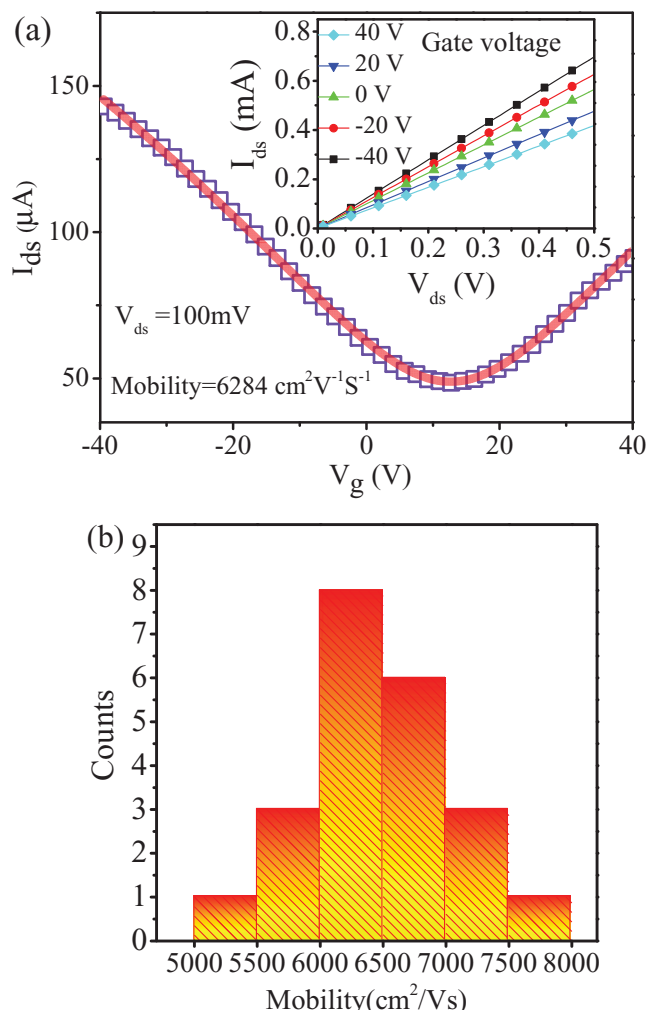 (a)
150
100
50
I_ds (μA)
-40 -20 0 20 40
V_g (V)
V_ds =100mV
Mobility=6284 cm²V⁻¹S⁻¹
40 V
20 V
0 V
-20 V
-40 V
Gate voltage
0.8
0.6
0.4
0.2
0.0
I_ds (mA)
0.0 0.1 0.2 0.3 0.4 0.5
V_ds (V)
(b)
9
8
7
6
5
4
3
2
1
0
Counts
5000 5500 6000 6500 7000 7500 8000
Mobility(cm²/Vs)